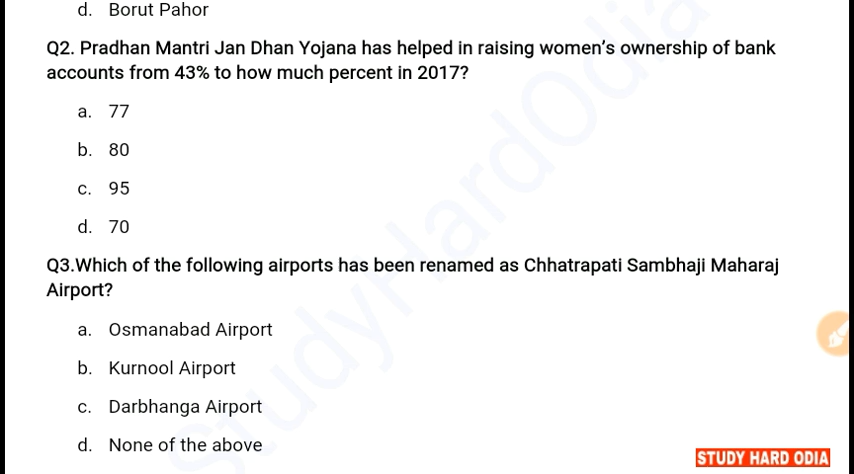 d. Borut Pahor
Q2. Pradhan Mantri Jan Dhan Yojana has helped in raising women's ownership of bank
accounts from 43% to how much percent in 2017?
a. 77
b. 80
c. 95
d. 70
Q3.Which of the following airports has been renamed as Chhatrapati Sambhaji Maharaj
Airport?
a. Osmanabad Airport
b. Kurnool Airport
c. Darbhanga Airport
d. None of the above
StudyHardOdia
STUDY HARD ODIA